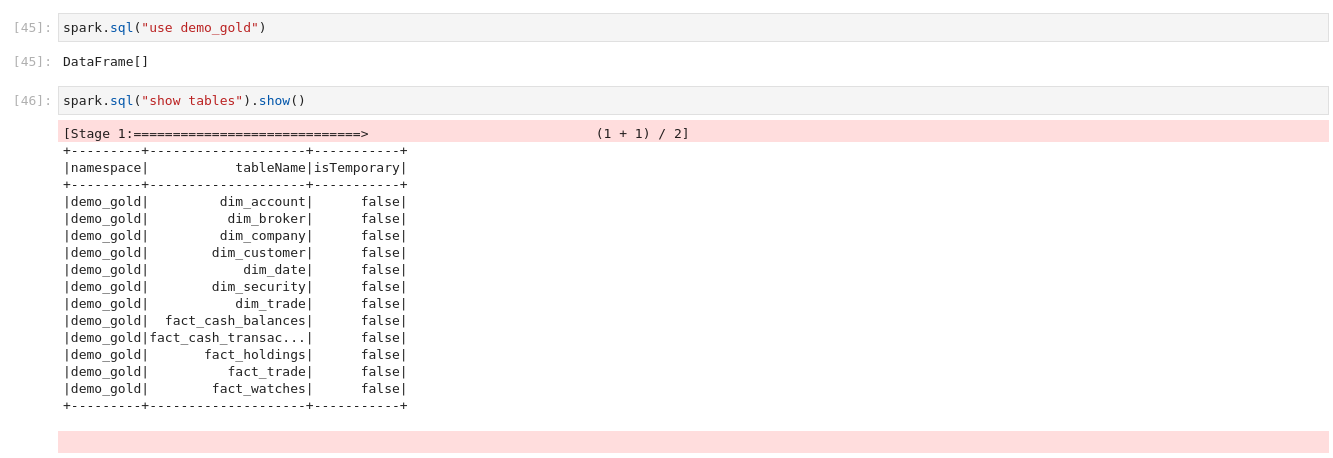 [45]: spark.sql("use demo_gold")
[45]: DataFrame[]
[46]: spark.sql("show tables").show()
[Stage 1:=============================>                             (1 + 1) / 2]
+---------+--------------------+-----------+
|namespace|           tableName|isTemporary|
+---------+--------------------+-----------+
|demo_gold|         dim_account|      false|
|demo_gold|          dim_broker|      false|
|demo_gold|         dim_company|      false|
|demo_gold|        dim_customer|      false|
|demo_gold|            dim_date|      false|
|demo_gold|        dim_security|      false|
|demo_gold|           dim_trade|      false|
|demo_gold|  fact_cash_balances|      false|
|demo_gold|fact_cash_transac...|      false|
|demo_gold|       fact_holdings|      false|
|demo_gold|          fact_trade|      false|
|demo_gold|        fact_watches|      false|
+---------+--------------------+-----------+